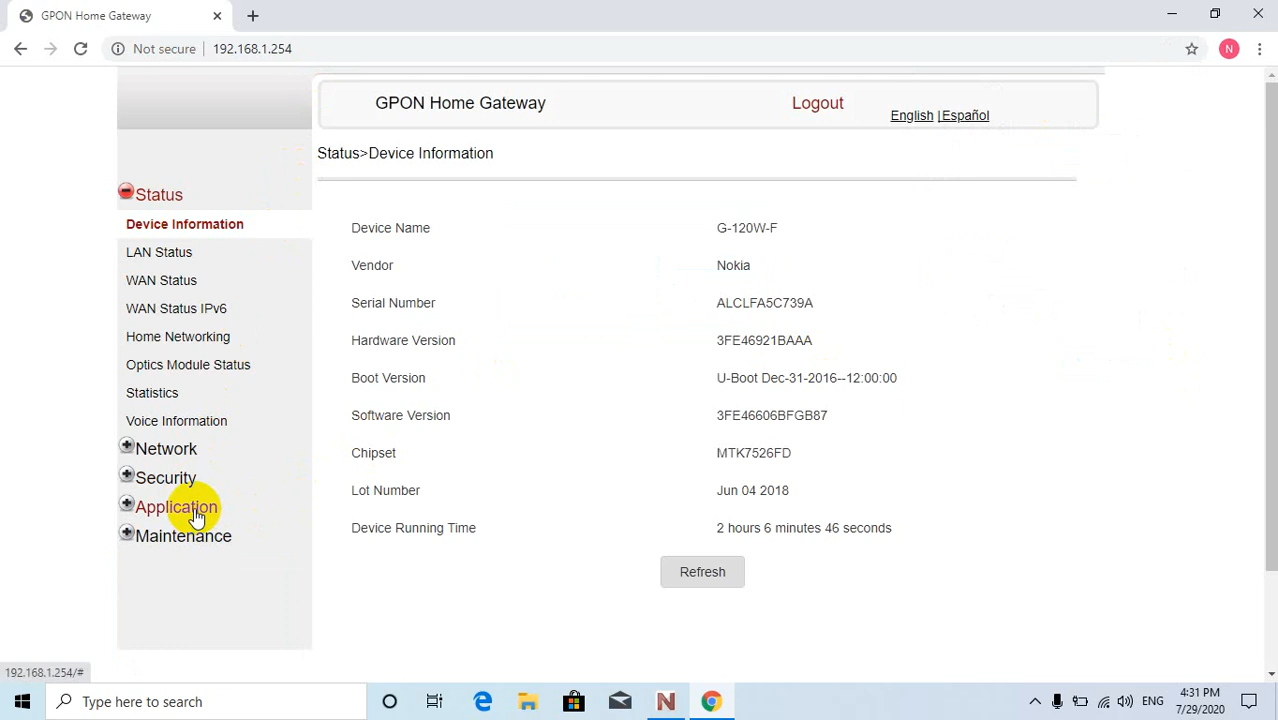 GPON Home Gateway
Not secure 192.168.1.254
N
GPON Home Gateway
Logout
English | Español
Status>Device Information
Status
Device Information
LAN Status
WAN Status
WAN Status IPv6
Home Networking
Optics Module Status
Statistics
Voice Information
Network
Security
Application
Maintenance
Device Name G-120W-F
Vendor Nokia
Serial Number ALCLFA5C739A
Hardware Version 3FE46921BAAA
Boot Version U-Boot Dec-31-2016--12:00:00
Software Version 3FE46606BFGB87
Chipset MTK7526FD
Lot Number Jun 04 2018
Device Running Time 2 hours 6 minutes 46 seconds
Refresh
192.168.1.254/#
Type here to search
N
ENG
4:31 PM
7/29/2020